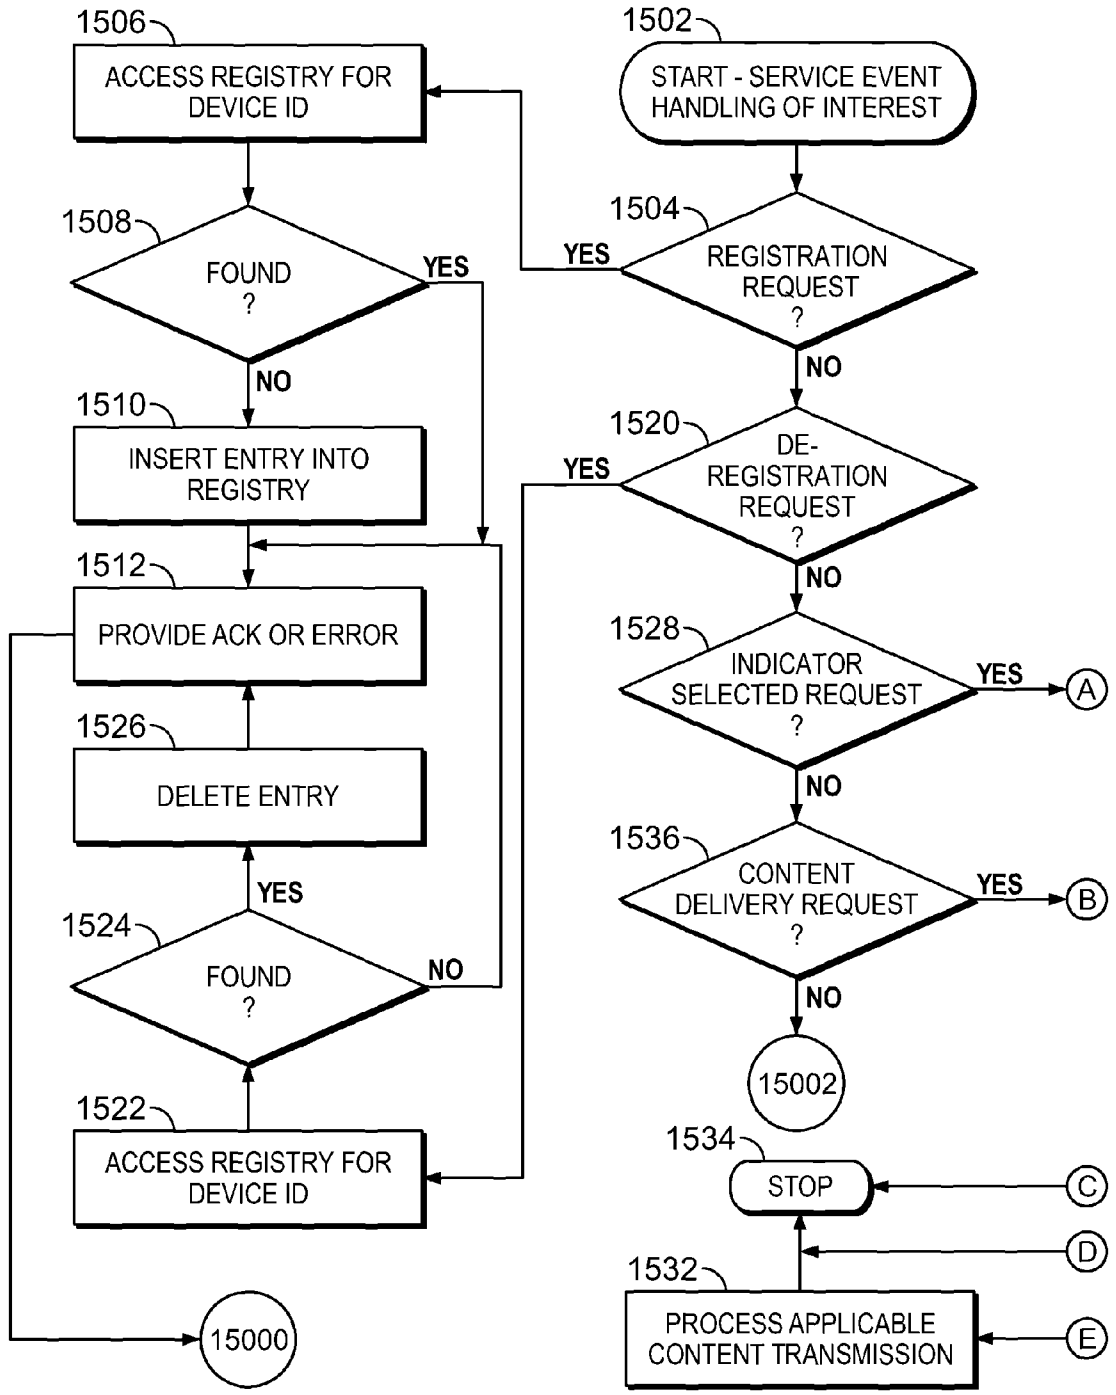 1506
ACCESS REGISTRY FOR
DEVICE ID
1508
FOUND
?
YES
NO
1510
INSERT ENTRY INTO
REGISTRY
1512
PROVIDE ACK OR ERROR
1526
DELETE ENTRY
YES
1524
FOUND
?
NO
1522
ACCESS REGISTRY FOR
DEVICE ID
15000
1502
START - SERVICE EVENT
HANDLING OF INTEREST
1504
YES
REGISTRATION
REQUEST
?
NO
1520
YES
DE-
REGISTRATION
REQUEST
?
NO
1528
INDICATOR
SELECTED REQUEST
?
YES
A
NO
1536
CONTENT
DELIVERY REQUEST
?
YES
B
NO
15002
1534
STOP
C
D
1532
PROCESS APPLICABLE
CONTENT TRANSMISSION
E